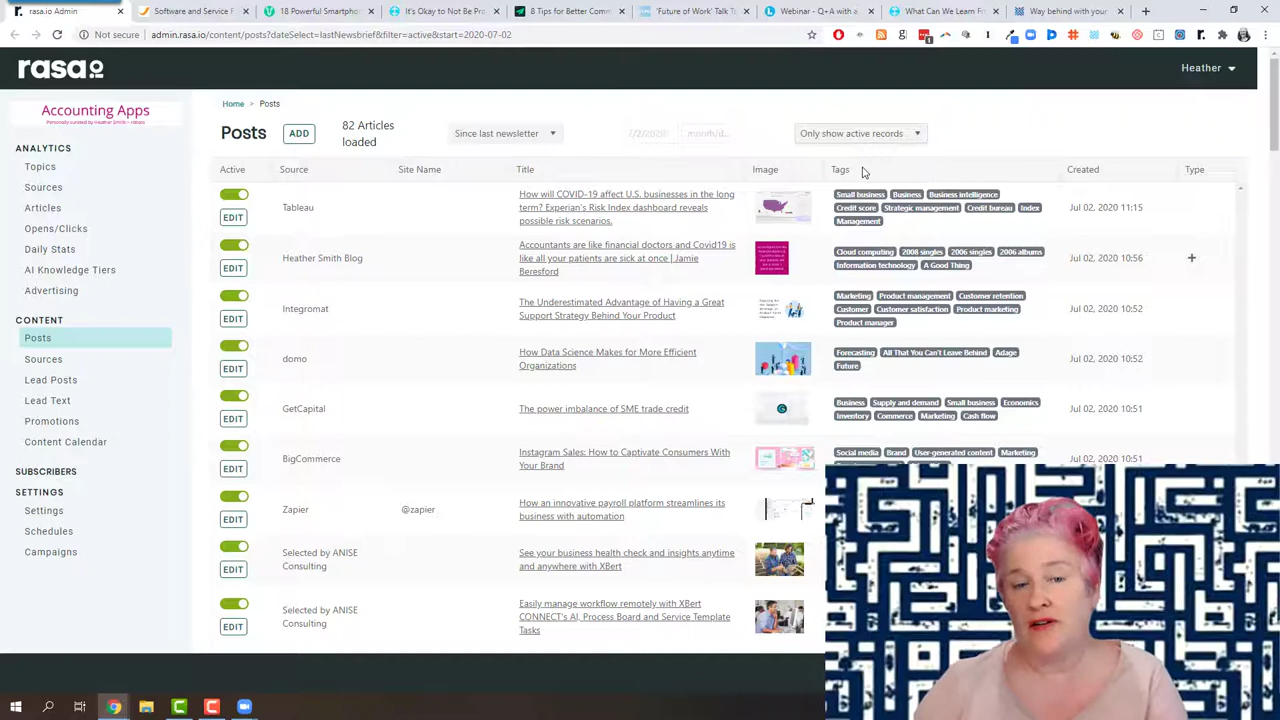 rasa.io Admin
Software and Services F
18 Powerful Smartphon
It's Okay to Not Be Pro
8 Tips for Better Comm
'Future of Work' Talk
Webinar - Q+A with a
What Can We Learn F
Way behind with your
Not secure
admin.rasa.io/content/posts?dateSelect=lastNewsbrief&filter=active&start=2020-07-02
rasa.io
Heather
Accounting Apps
Home > Posts
Posts
ADD
82 Articles
loaded
Since last newsletter
7/2/2020
month/d...
Only show active records
ANALYTICS
Topics
Sources
Articles
Opens/Clicks
Daily Stats
AI Knowledge Tiers
Advertising
CONTENT
Posts
Sources
Lead Posts
Lead Text
Promotions
Content Calendar
SUBSCRIBERS
SETTINGS
Settings
Schedules
Campaigns
Active Source Site Name Title Image Tags Created Type
EDIT
How will COVID-19 affect U.S. businesses in the long
term? Experian's Risk Index dashboard reveals
possible risk scenarios.
Small business Business Business intelligence
Credit score Strategic management Credit bureau Index
Management
Jul 02, 2020 11:15
EDIT
Heather Smith Blog
Accountants are like financial doctors and Covid19 is
like all your patients are sick at once | Jamie
Beresford
Cloud computing 2008 singles 2006 singles 2006 albums
Information technology A Good Thing
Jul 02, 2020 10:56
+
EDIT
Integromat
The Underestimated Advantage of Having a Great
Support Strategy Behind Your Product
Marketing Product management Customer retention
Customer Customer satisfaction Product marketing
Product manager
Jul 02, 2020 10:52
EDIT
domo
How Data Science Makes for More Efficient
Organizations
Forecasting All That You Can't Leave Behind Adage
Future
Jul 02, 2020 10:52
EDIT
GetCapital
The power imbalance of SME trade credit
Business Supply and demand Small business Economics
Inventory Commerce Marketing Cash flow
Jul 02, 2020 10:51
EDIT
BigCommerce
Instagram Sales: How to Captivate Consumers With
Your Brand
Social media Brand User-generated content Marketing
Jul 02, 2020 10:51
EDIT
Zapier
@zapier
How an innovative payroll platform streamlines its
business with automation
EDIT
Selected by ANISE
Consulting
See your business health check and insights anytime
and anywhere with XBert
EDIT
Selected by ANISE
Consulting
Easily manage workflow remotely with XBert
CONNECT's AI, Process Board and Service Template
Tasks